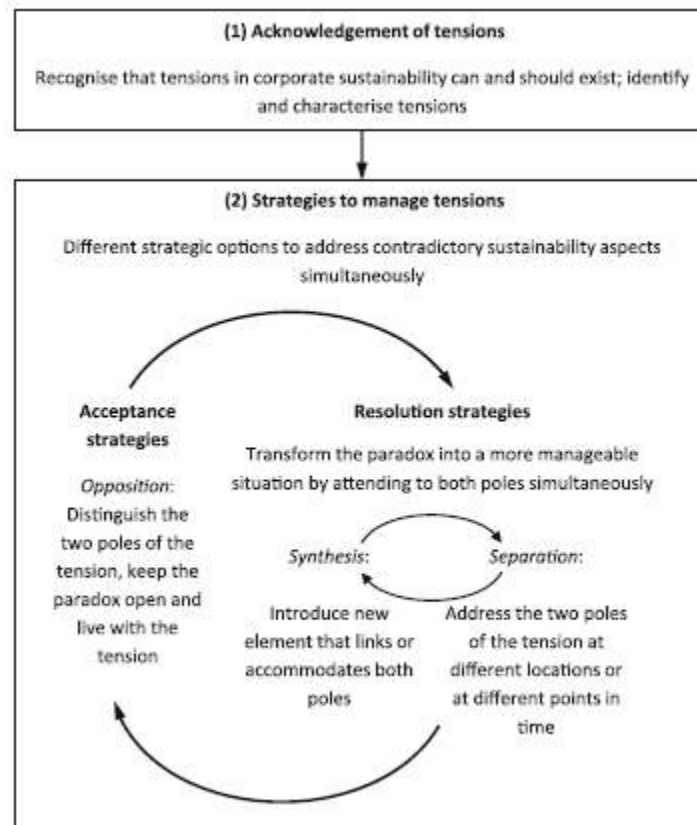 (1) Acknowledgement of tensions
Recognise that tensions in corporate sustainability can and should exist; identify
and characterise tensions
(2) Strategies to manage tensions
Different strategic options to address contradictory sustainability aspects
simultaneously
Acceptance
strategies
Opposition:
Distinguish the
two poles of the
tension, keep the
paradox open and
live with the
tension
Resolution strategies
Transform the paradox into a more manageable
situation by attending to both poles simultaneously
Synthesis:
Introduce new
element that links or
accommodates both
poles
Separation:
Address the two poles
of the tension at
different locations or
at different points in
time